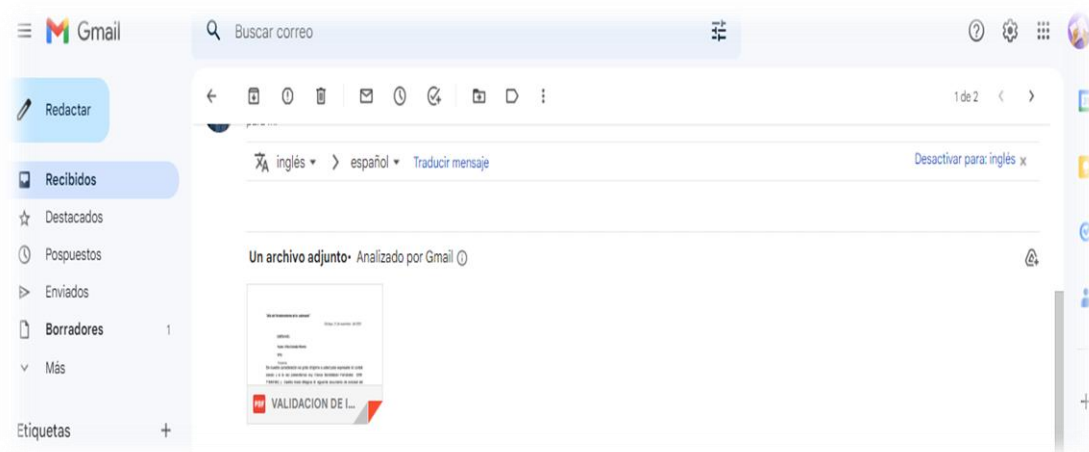 Gmail
Buscar correo
Redactar
1 de 2
inglés
español
Traducir mensaje
Desactivar para: inglés x
Recibidos
Destacados
Pospuestos
Un archivo adjunto• Analizado por Gmail
Enviados
Borradores 1
Más
PDF VALIDACION DE I...
Etiquetas +